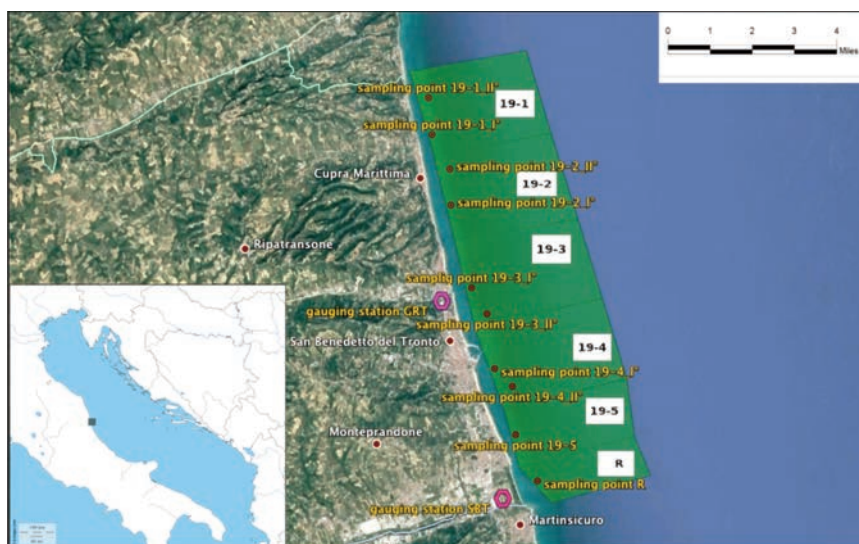 0 1 2 3 4
Miles
sampling point 19-1_II°
19-1
sampling point 19-1_I°
sampling point 19-2_II°
Cupra Marittima
19-2
sampling point 19-2_I°
Ripatransone
19-3
samplig point 19-3_I°
gauging station GRT
sampling point 19-3_II°
San Benedetto del Tronto
19-4
sampling point 19-4_I°
sampling point 19-4_II°
19-5
Monteprandone
sampling point 19-5
R
sampling point R
gauging station SBT
Martinsicuro